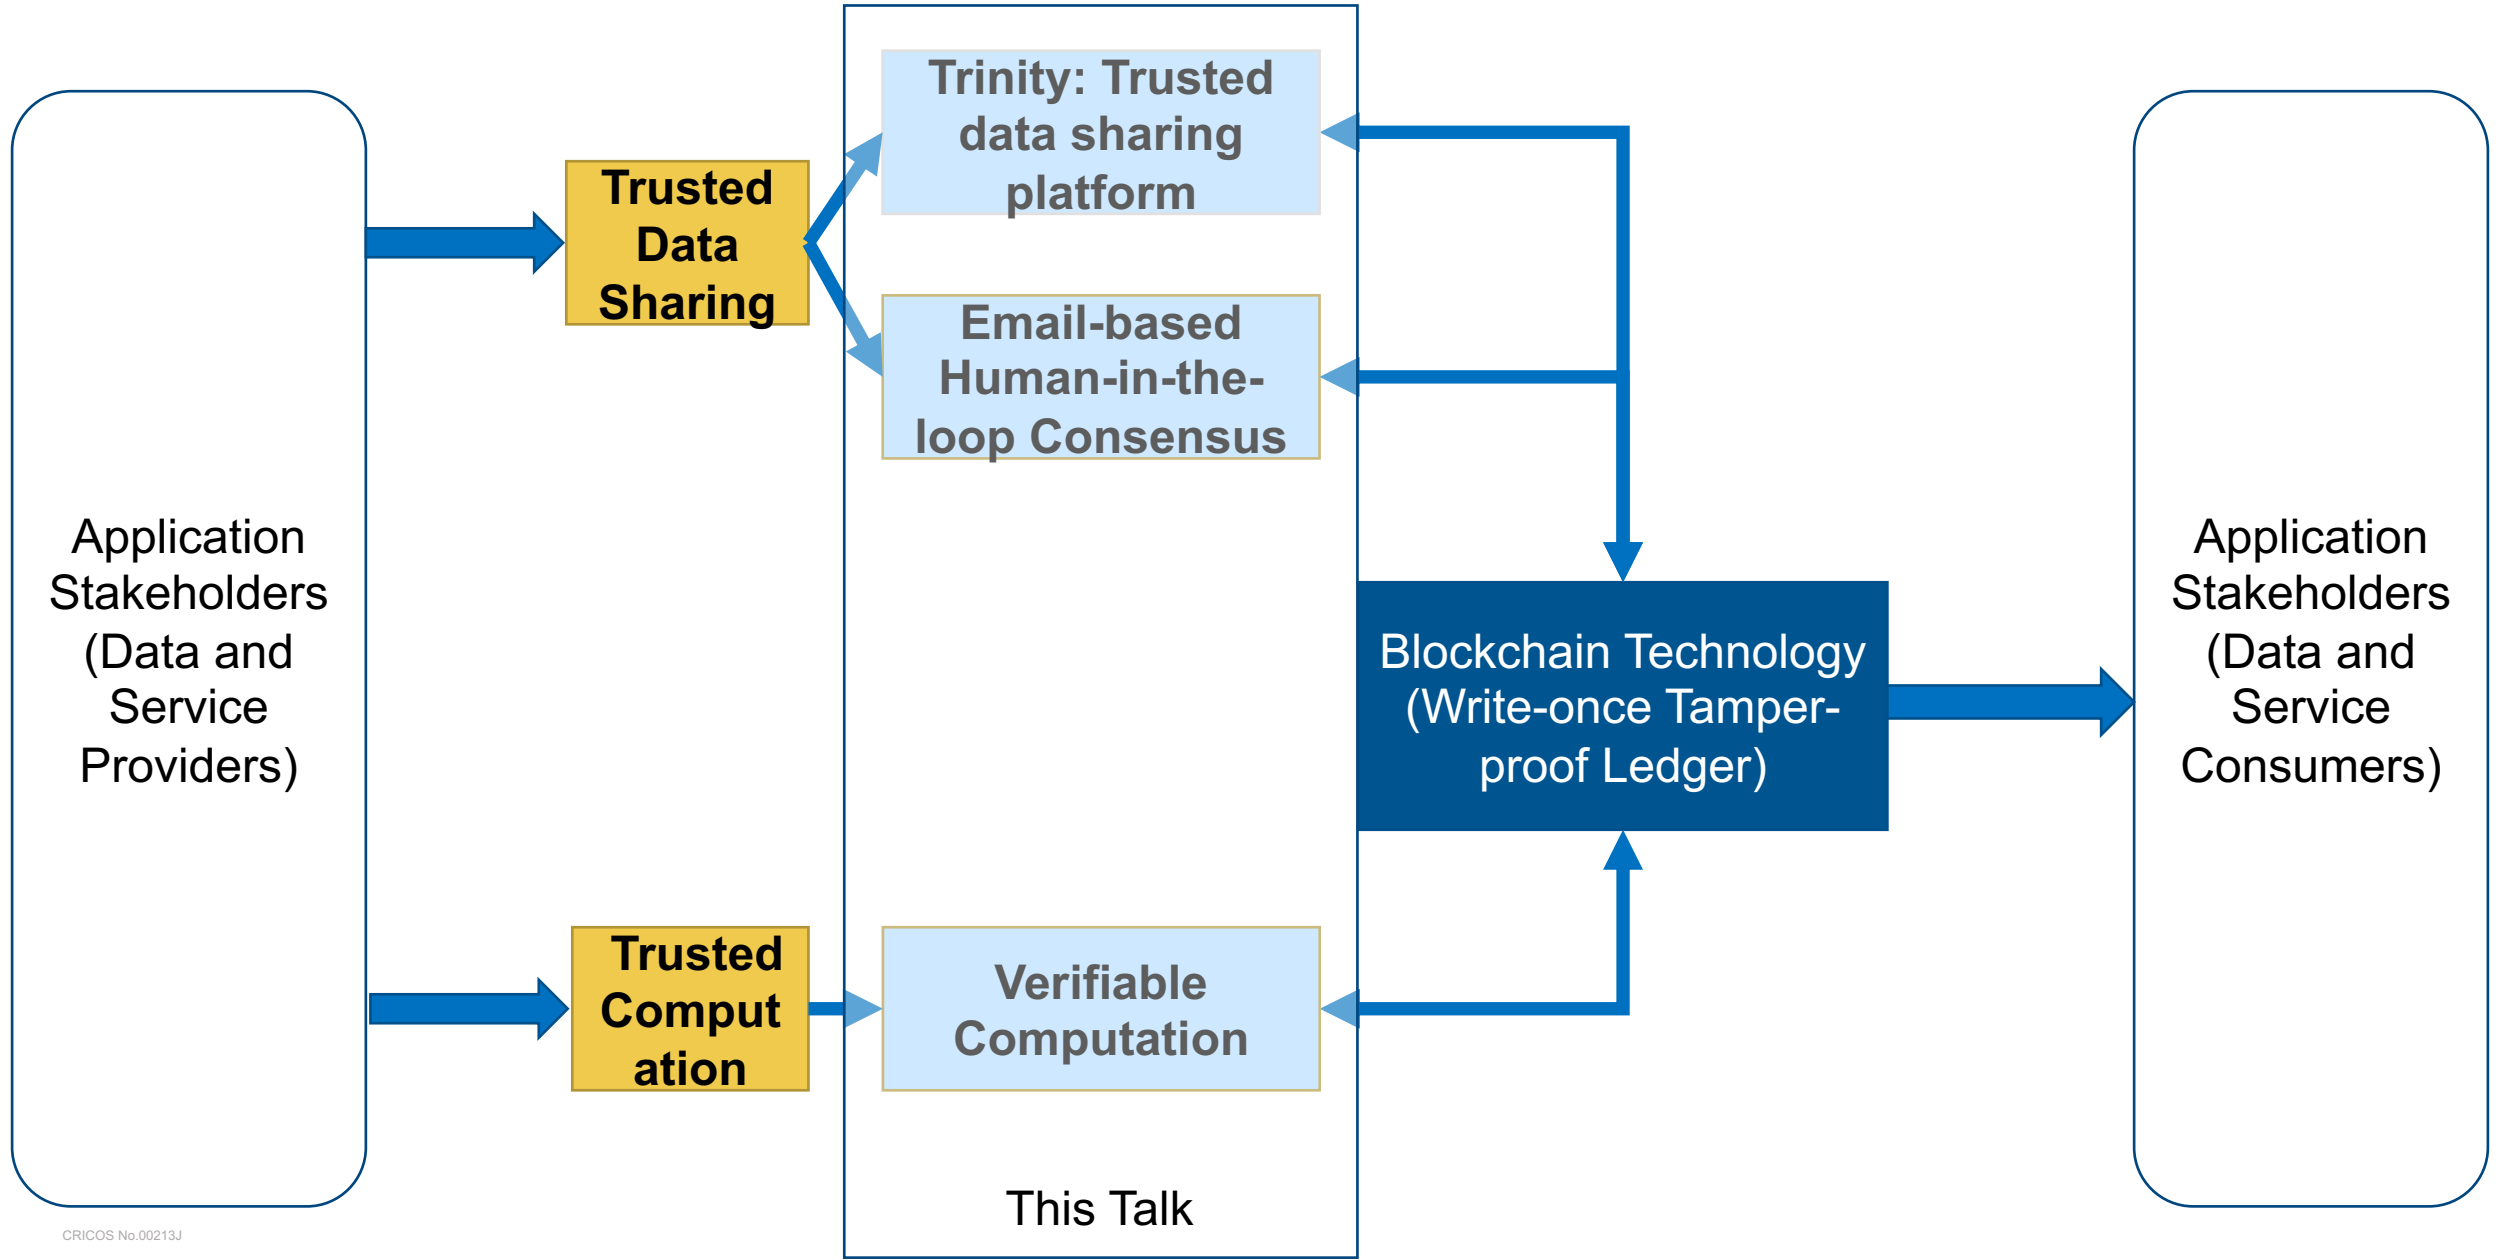 Application
Stakeholders
(Data and
Service
Providers)
Trusted
Data
Sharing
Trusted
Comput
ation
Trinity: Trusted
data sharing
platform
Email-based
Human-in-the-
loop Consensus
Verifiable
Computation
This Talk
Blockchain Technology
(Write-once Tamper-
proof Ledger)
Application
Stakeholders
(Data and
Service
Consumers)
CRICOS No.00213J